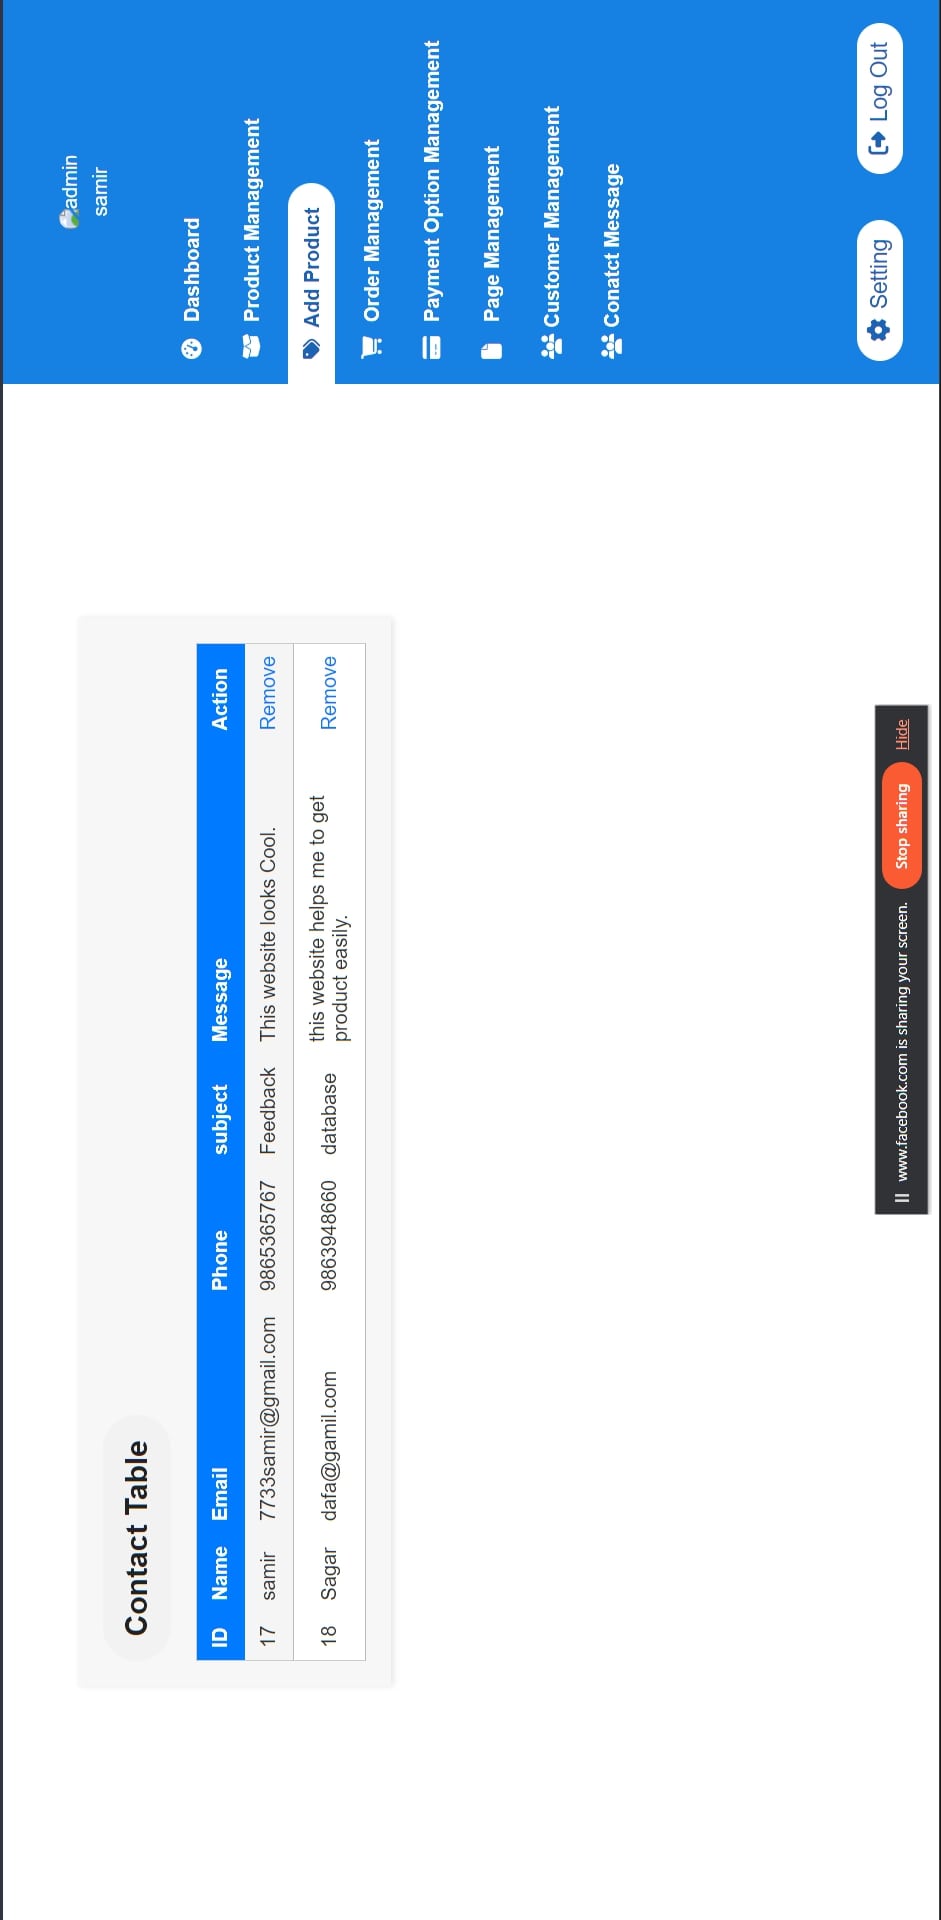 admin
samir
Dashboard
Product Management
Add Product
Order Management
Payment Option Management
Page Management
Customer Management
Conatct Message
Setting
Log Out
Contact Table
ID Name Email Phone subject Message Action
17 samir 7733samir@gmail.com 9865365767 Feedback This website looks Cool. Remove
18 Sagar dafa@gamil.com 9863948660 database this website helps me to get Remove
product easily.
www.facebook.com is sharing your screen. Stop sharing Hide